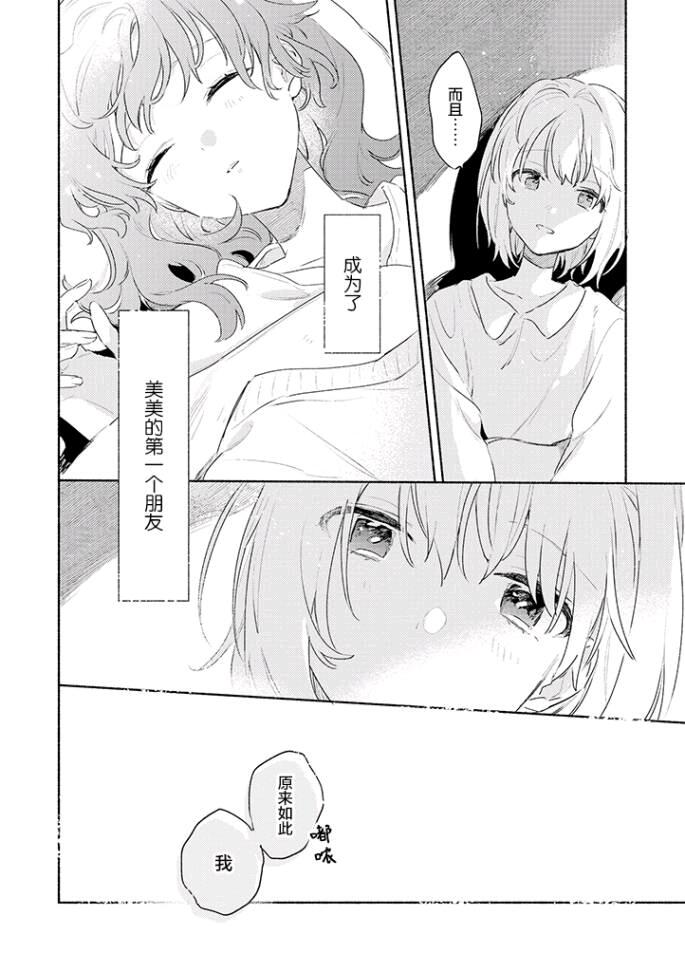 而且……
成为了
美美的第一个朋友
原来如此
我
嘟哝